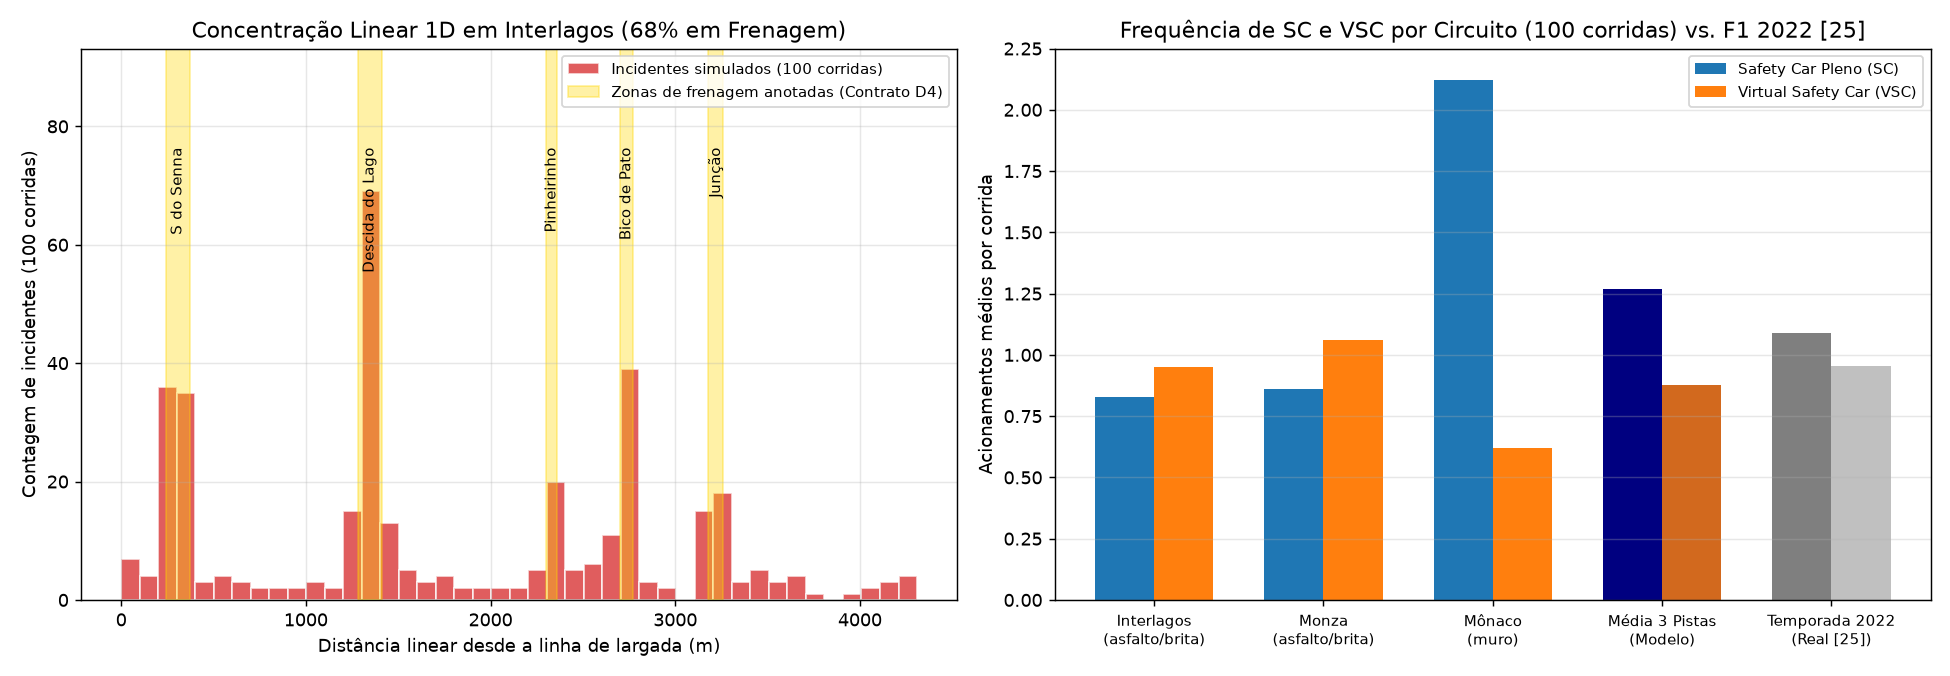 Concentração Linear 1D em Interlagos (68% em Frenagem)
Incidentes simulados (100 corridas)
Zonas de frenagem anotadas (Contrato D4)
Contagem de incidentes (100 corridas)
80
60
40
20
0
S do Senna
Descida do Lago
Pinheirinho
Bico de Pato
Junção
0
1000
2000
3000
4000
Distância linear desde a linha de largada (m)
Frequência de SC e VSC por Circuito (100 corridas) vs. F1 2022 [25]
Safety Car Pleno (SC)
Virtual Safety Car (VSC)
Acionamentos médios por corrida
2.25
2.00
1.75
1.50
1.25
1.00
0.75
0.50
0.25
0.00
Interlagos
(asfalto/brita)
Monza
(asfalto/brita)
Mônaco
(muro)
Média 3 Pistas
(Modelo)
Temporada 2022
(Real [25])